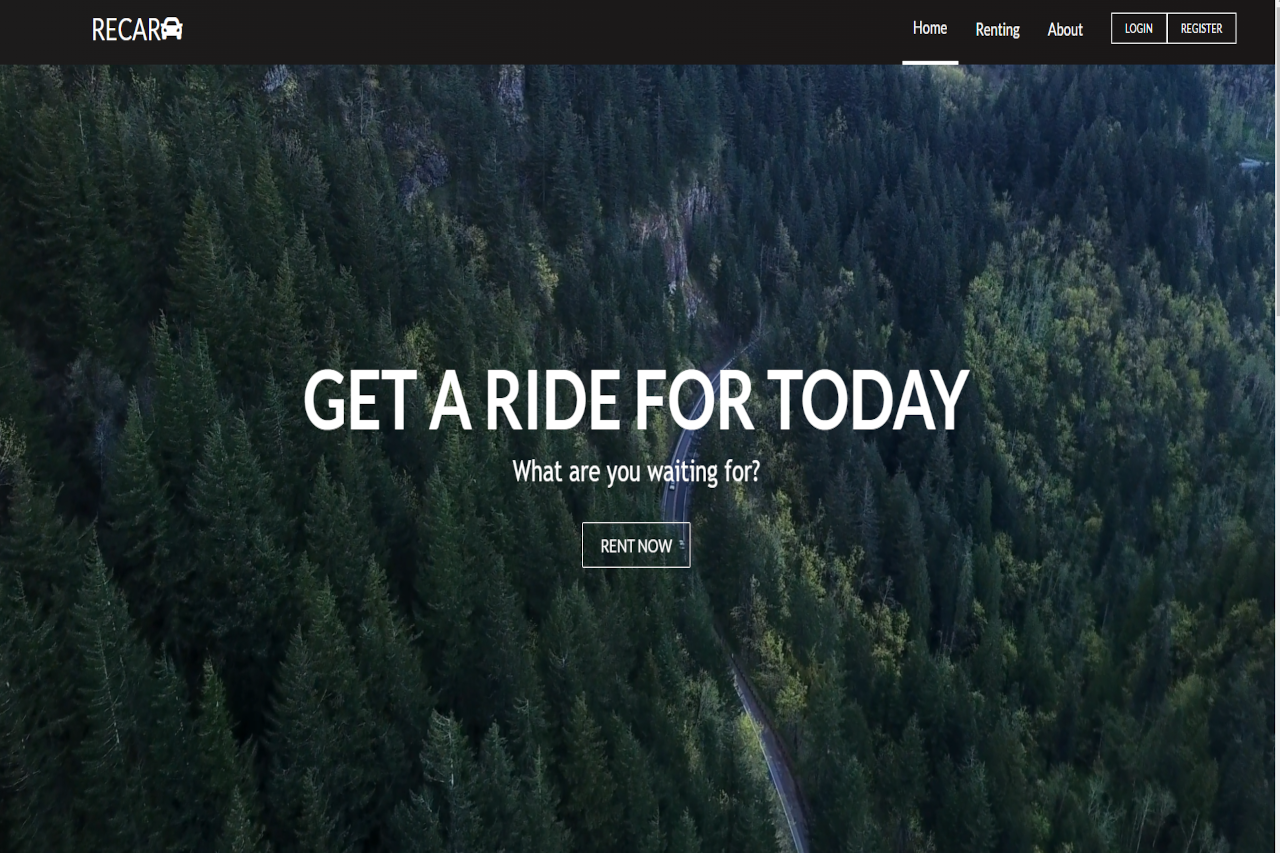 RECAR
Home
Renting
About
LOGIN
REGISTER
GET A RIDE FOR TODAY
What are you waiting for?
RENT NOW